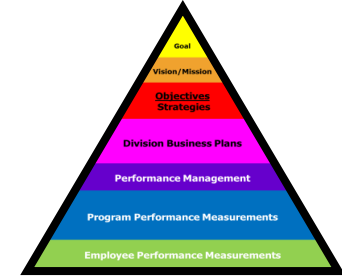 Goal
Vision/Mission
Objectives
Strategies
Division Business Plans
Performance Management
Program Performance Measurements
Employee Performance Measurements